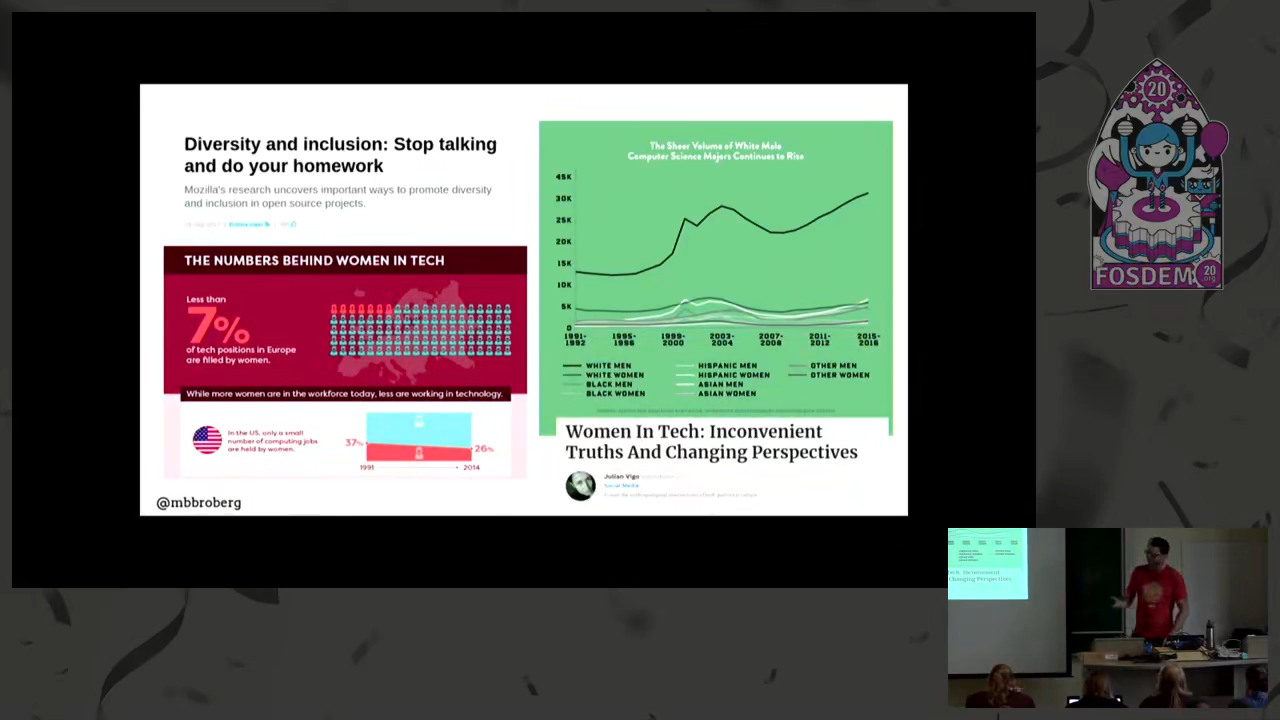 Diversity and inclusion: Stop talking
and do your homework
Mozilla's research uncovers important ways to promote diversity
and inclusion in open source projects.
THE NUMBERS BEHIND WOMEN IN TECH
Less than
7%
of tech positions in Europe
are filled by women.
While more women are in the workforce today, less are working in technology.
In the US, only a small
number of computing jobs
are held by women.
37%
26%
1991
2014
@mbbroberg
The Sheer Volume of White Male
Computer Science Majors Continues to Rise
45K
30K
25K
20K
15K
10K
5K
0
1991-1992
1995-1996
1999-2000
2003-2004
2007-2008
2011-2012
2015-2016
WHITE MEN
WHITE WOMEN
BLACK MEN
BLACK WOMEN
HISPANIC MEN
HISPANIC WOMEN
ASIAN MEN
ASIAN WOMEN
OTHER MEN
OTHER WOMEN
Women In Tech: Inconvenient
Truths And Changing Perspectives
Julian Vigo
Social Media
20
FOSDEM
20
.org